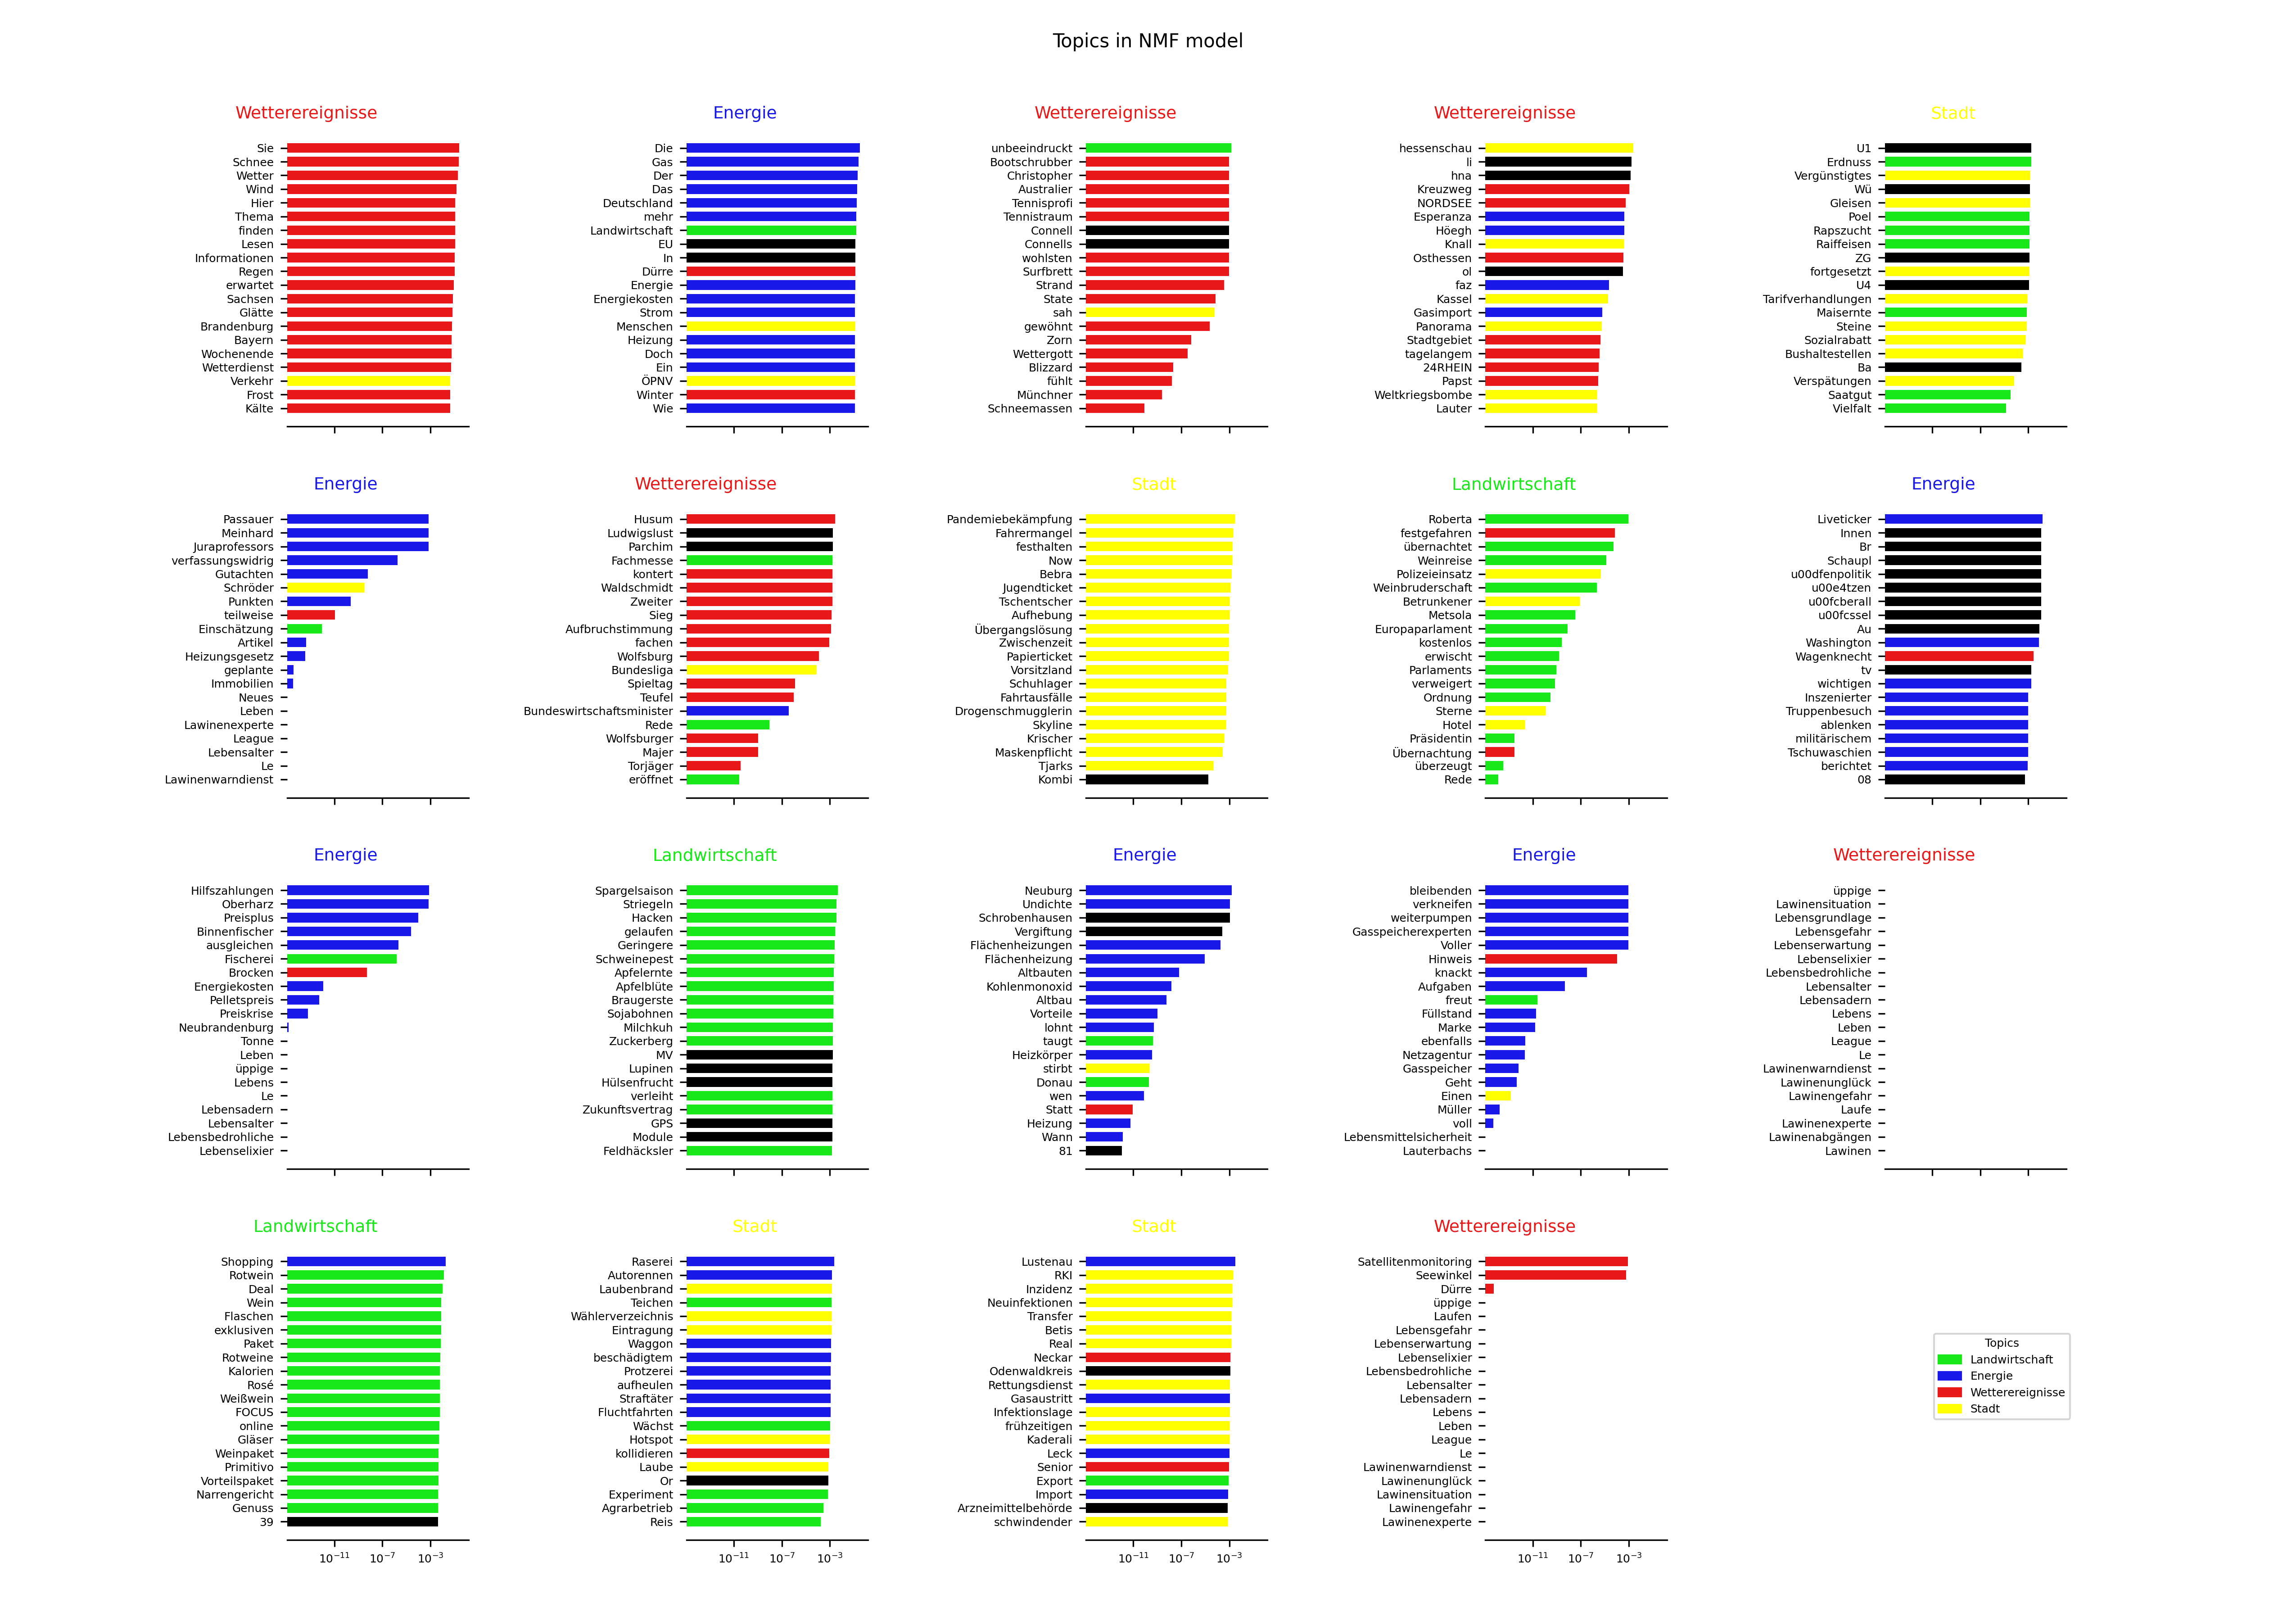 Topics in NMF model
Wetterereignisse
Sie
Schnee
Wetter
Wind
Hier
Thema
finden
Lesen
Informationen
Regen
erwartet
Sachsen
Glätte
Brandenburg
Bayern
Wochenende
Wetterdienst
Verkehr
Frost
Kälte
Energie
Die
Gas
Der
Das
Deutschland
mehr
Landwirtschaft
EU
In
Dürre
Energie
Energiekosten
Strom
Menschen
Heizung
Doch
Ein
ÖPNV
Winter
Wie
Wetterereignisse
unbeeindruckt
Bootschrubber
Christopher
Australier
Tennisprofi
Tennistraum
Connell
Connells
wohlsten
Surfbrett
Strand
State
sah
gewöhnt
Zorn
Wettergott
Blizzard
fühlt
Münchner
Schneemassen
Wetterereignisse
hessenschau
li
hna
Kreuzweg
NORDSEE
Esperanza
Höegh
Knall
Osthessen
ol
faz
Kassel
Gasimport
Panorama
Stadtgebiet
tagelangem
24RHEIN
Papst
Weltkriegsbombe
Lauter
Stadt
U1
Erdnuss
Vergünstigtes
Wü
Gleisen
Poel
Rapszucht
Raiffeisen
ZG
fortgesetzt
U4
Tarifverhandlungen
Maisernte
Steine
Sozialrabatt
Bushaltestellen
Ba
Verspätungen
Saatgut
Vielfalt
Energie
Passauer
Meinhard
Juraprofessors
verfassungswidrig
Gutachten
Schröder
Punkten
teilweise
Einschätzung
Artikel
Heizungsgesetz
geplante
Immobilien
Neues
Leben
Lawinenexperte
League
Lebensalter
Le
Lawinenwarndienst
Wetterereignisse
Husum
Ludwigslust
Parchim
Fachmesse
kontert
Waldschmidt
Zweiter
Sieg
Aufbruchstimmung
fachen
Wolfsburg
Bundesliga
Spieltag
Teufel
Bundeswirtschaftsminister
Rede
Wolfsburger
Majer
Torjäger
eröffnet
Stadt
Pandemiebekämpfung
Fahrermangel
festhalten
Now
Bebra
Jugendticket
Tschentscher
Aufhebung
Übergangslösung
Zwischenzeit
Papierticket
Vorsitzland
Schuhlager
Fahrtausfälle
Drogenschmugglerin
Skyline
Krischer
Maskenpflicht
Tjarks
Kombi
Landwirtschaft
Roberta
festgefahren
übernachtet
Weinreise
Polizeieinsatz
Weinbruderschaft
Betrunkener
Metsola
Europaparlament
kostenlos
erwischt
Parlaments
verweigert
Ordnung
Sterne
Hotel
Präsidentin
Übernachtung
überzeugt
Rede
Energie
Liveticker
Innen
Br
Schaupl
u00dfenpolitik
u00e4tzen
u00fcberall
u00fcssel
Au
Washington
Wagenknecht
tv
wichtigen
Inszenierter
Truppenbesuch
ablenken
militärischem
Tschuwaschien
berichtet
08
Energie
Hilfszahlungen
Oberharz
Preisplus
Binnenfischer
ausgleichen
Fischerei
Brocken
Energiekosten
Pelletspreis
Preiskrise
Neubrandenburg
Tonne
Leben
üppige
Lebens
Le
Lebensadern
Lebensalter
Lebensbedrohliche
Lebenselixier
Landwirtschaft
Spargelsaison
Striegeln
Hacken
gelaufen
Geringere
Schweinepest
Apfelernte
Apfelblüte
Braugerste
Sojabohnen
Milchkuh
Zuckerberg
MV
Lupinen
Hülsenfrucht
verleiht
Zukunftsvertrag
GPS
Module
Feldhäcksler
Energie
Neuburg
Undichte
Schrobenhausen
Vergiftung
Flächenheizungen
Flächenheizung
Altbauten
Kohlenmonoxid
Altbau
Vorteile
lohnt
taugt
Heizkörper
stirbt
Donau
wen
Statt
Heizung
Wann
81
Energie
bleibenden
verkneifen
weiterpumpen
Gasspeicherexperten
Voller
Hinweis
knackt
Aufgaben
freut
Füllstand
Marke
ebenfalls
Netzagentur
Gasspeicher
Geht
Einen
Müller
voll
Lebensmittelsicherheit
Lauterbachs
Wetterereignisse
üppige
Lawinensituation
Lebensgrundlage
Lebensgefahr
Lebenserwartung
Lebenselixier
Lebensbedrohliche
Lebensalter
Lebensadern
Lebens
Leben
League
Le
Lawinenwarndienst
Lawinenunglück
Lawinengefahr
Laufe
Lawinenexperte
Lawinenabgängen
Lawinen
Landwirtschaft
Shopping
Rotwein
Deal
Wein
Flaschen
exklusiven
Paket
Rotweine
Kalorien
Rosé
Weißwein
FOCUS
online
Gläser
Weinpaket
Primitivo
Vorteilspaket
Narrengericht
Genuss
39
10⁻¹¹ 10⁻⁷ 10⁻³
Stadt
Raserei
Autorennen
Laubenbrand
Teichen
Wählerverzeichnis
Eintragung
Waggon
beschädigtem
Protzerei
aufheulen
Straftäter
Fluchtfahrten
Wächst
Hotspot
kollidieren
Laube
Or
Experiment
Agrarbetrieb
Reis
10⁻¹¹ 10⁻⁷ 10⁻³
Stadt
Lustenau
RKI
Inzidenz
Neuinfektionen
Transfer
Betis
Real
Neckar
Odenwaldkreis
Rettungsdienst
Gasaustritt
Infektionslage
frühzeitigen
Kaderali
Leck
Senior
Export
Import
Arzneimittelbehörde
schwindender
10⁻¹¹ 10⁻⁷ 10⁻³
Wetterereignisse
Satellitenmonitoring
Seewinkel
Dürre
üppige
Laufen
Lebensgefahr
Lebenserwartung
Lebenselixier
Lebensbedrohliche
Lebensalter
Lebensadern
Lebens
Leben
League
Le
Lawinenwarndienst
Lawinenunglück
Lawinensituation
Lawinengefahr
Lawinenexperte
10⁻¹¹ 10⁻⁷ 10⁻³
Topics
Landwirtschaft
Energie
Wetterereignisse
Stadt